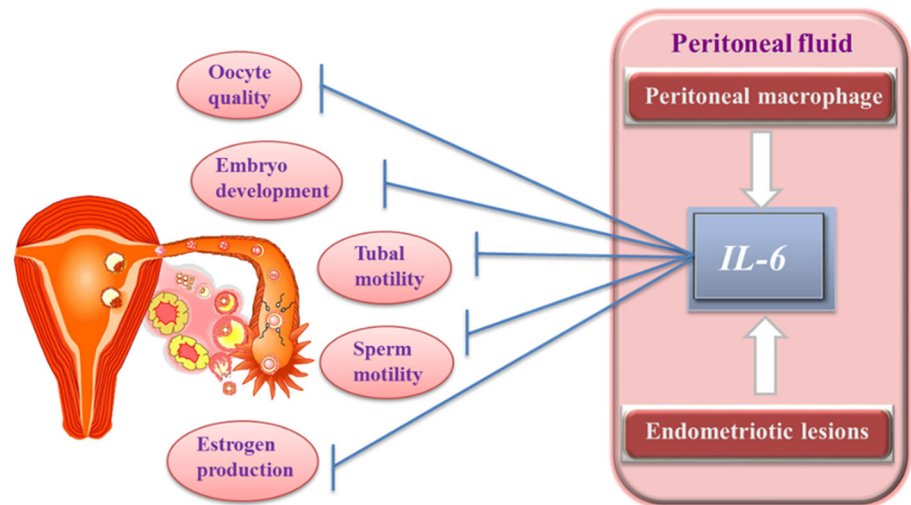 Oocyte
quality
Embryo
development
Tubal
motility
Sperm
motility
Estrogen
production
Peritoneal fluid
Peritoneal macrophage
IL-6
Endometriotic lesions